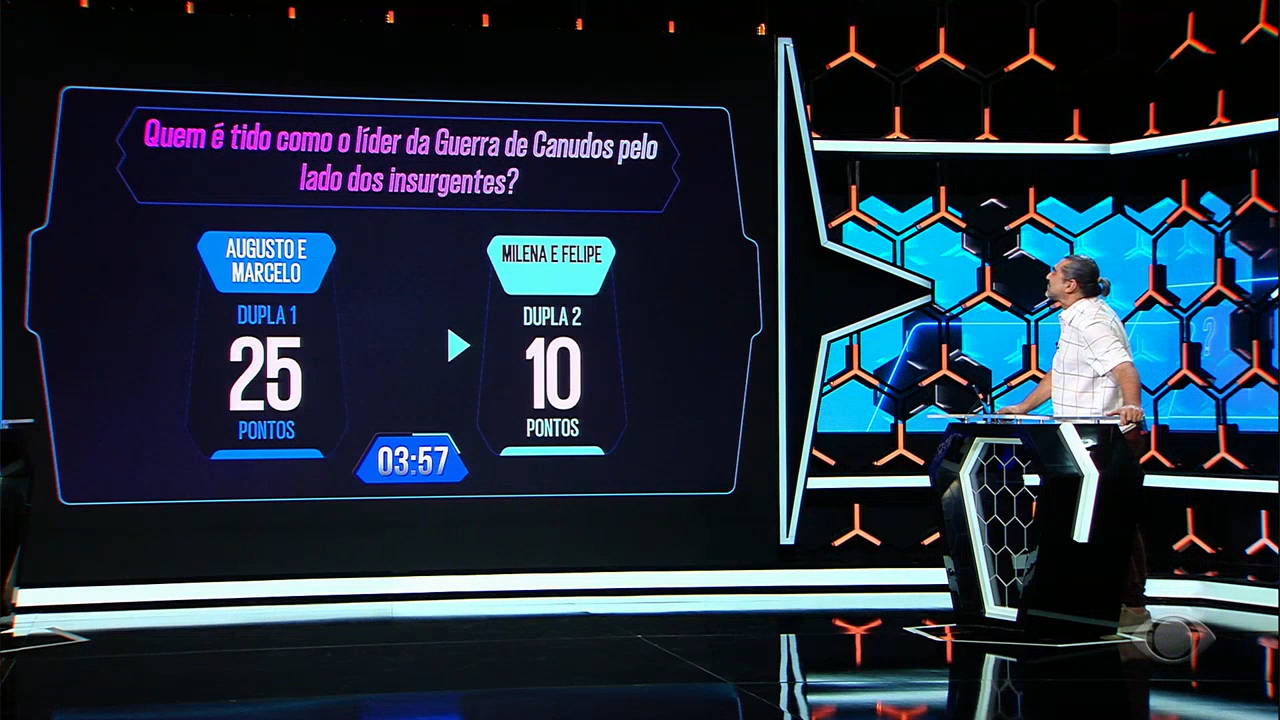 Quem é tido como o líder da Guerra de Canudos pelo
lado dos insurgentes?
AUGUSTO E
MARCELO
DUPLA 1
25
PONTOS
MILENA E FELIPE
DUPLA 2
10
PONTOS
03:57
?